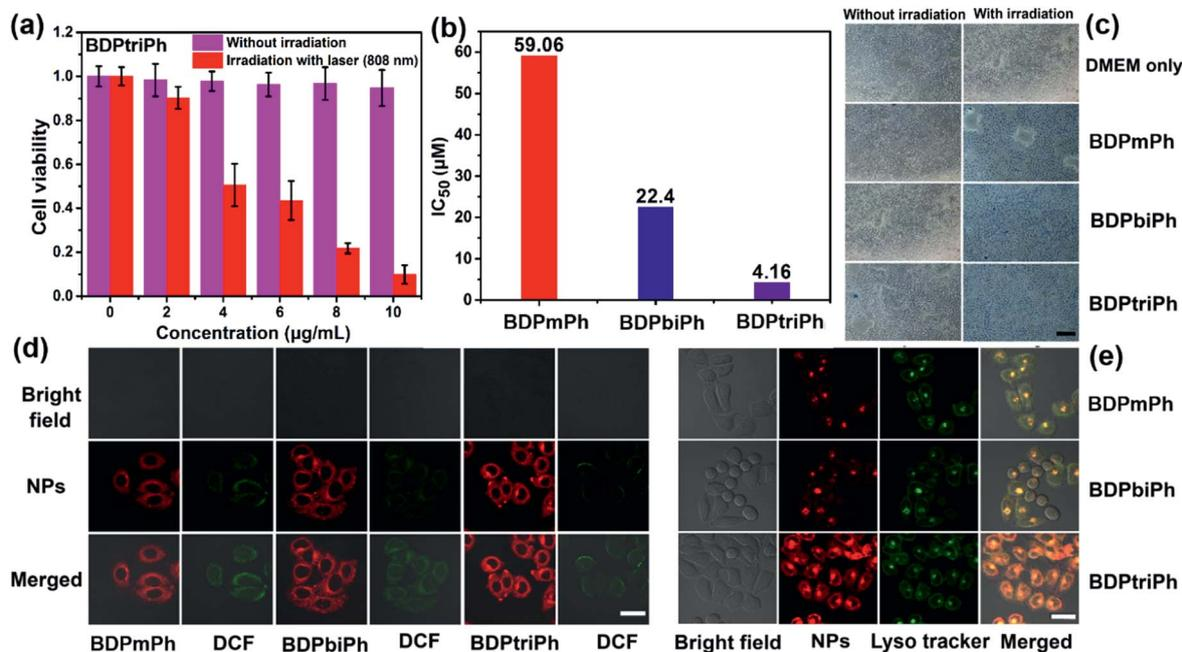 (a)
BDPtriPh
Without irradiation
Irradiation with laser (808 nm)
Cell viability
1.2
1.0
0.8
0.6
0.4
0.2
0.0
0 2 4 6 8 10
Concentration (µg/mL)
(b)
IC50 (µM)
60
50
40
30
20
10
0
59.06
22.4
4.16
BDPmPh BDPbiPh BDPtriPh
Without irradiation With irradiation
(c)
DMEM only
BDPmPh
BDPbiPh
BDPtriPh
(d)
Bright field
NPs
Merged
BDPmPh DCF BDPbiPh DCF BDPtriPh DCF
(e)
BDPmPh
BDPbiPh
BDPtriPh
Bright field NPs Lyso tracker Merged